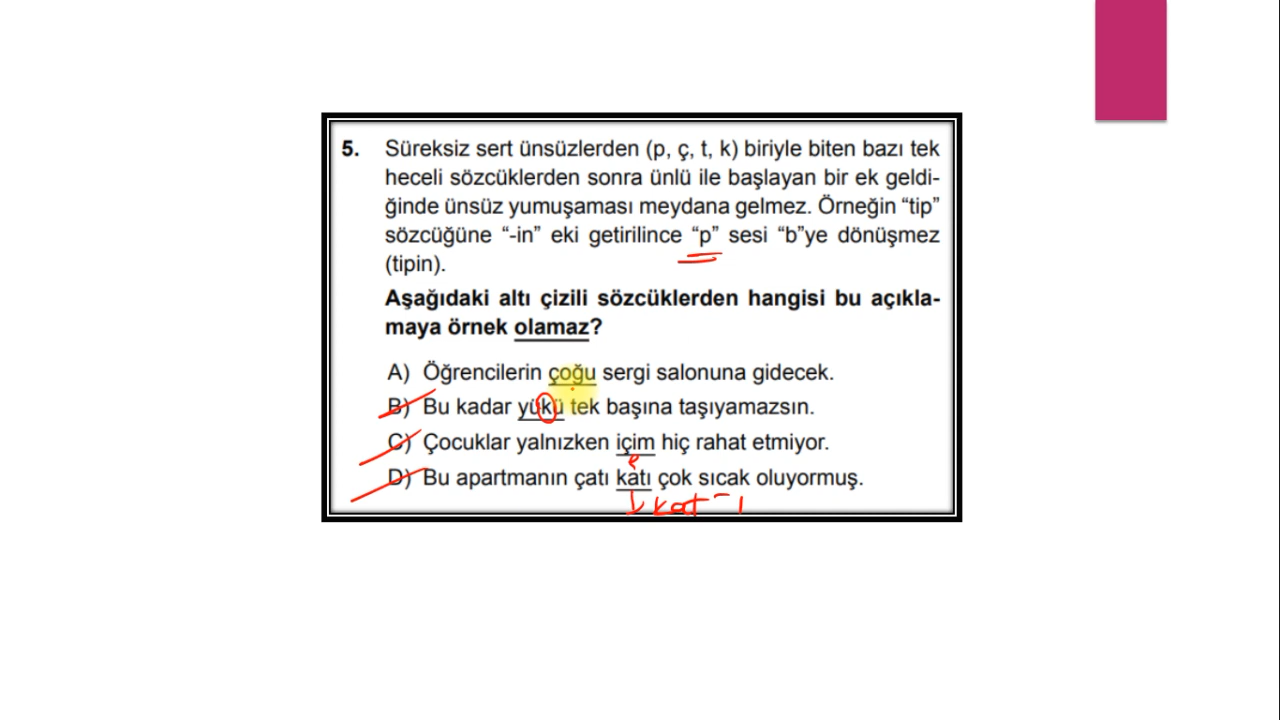 5. Süreksiz sert ünsüzlerden (p, ç, t, k) biriyle biten bazı tek
heceli sözcüklerden sonra ünlü ile başlayan bir ek geldi-
ğinde ünsüz yumuşaması meydana gelmez. Örneğin “tip”
sözcüğüne “-in” eki getirilince “p” sesi “b”ye dönüşmez
(tipin).
Aşağıdaki altı çizili sözcüklerden hangisi bu açıkla-
maya örnek olamaz?
A) Öğrencilerin çoğu sergi salonuna gidecek.
B) Bu kadar yükü tek başına taşıyamazsın.
C) Çocuklar yalnızken içim hiç rahat etmiyor.
D) Bu apartmanın çatı katı çok sıcak oluyormuş.
kat - ı